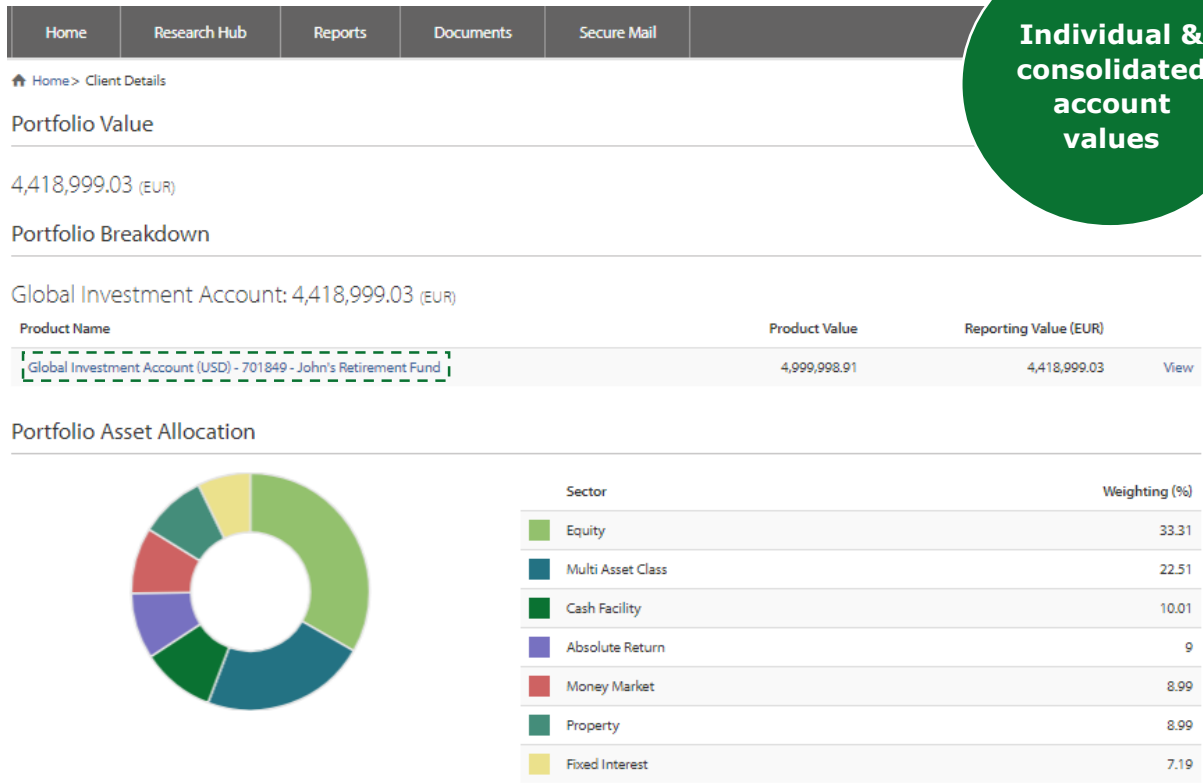 Home Research Hub Reports Documents Secure Mail
Individual &
consolidated
account
values
Home> Client Details
Portfolio Value
4,418,999.03 (EUR)
Portfolio Breakdown
Global Investment Account: 4,418,999.03 (EUR)
Product Name Product Value Reporting Value (EUR)
Global Investment Account (USD) - 701849 - John's Retirement Fund 4,999,998.91 4,418,999.03 View
Portfolio Asset Allocation
Sector Weighting (%)
Equity 33.31
Multi Asset Class 22.51
Cash Facility 10.01
Absolute Return 9
Money Market 8.99
Property 8.99
Fixed Interest 7.19